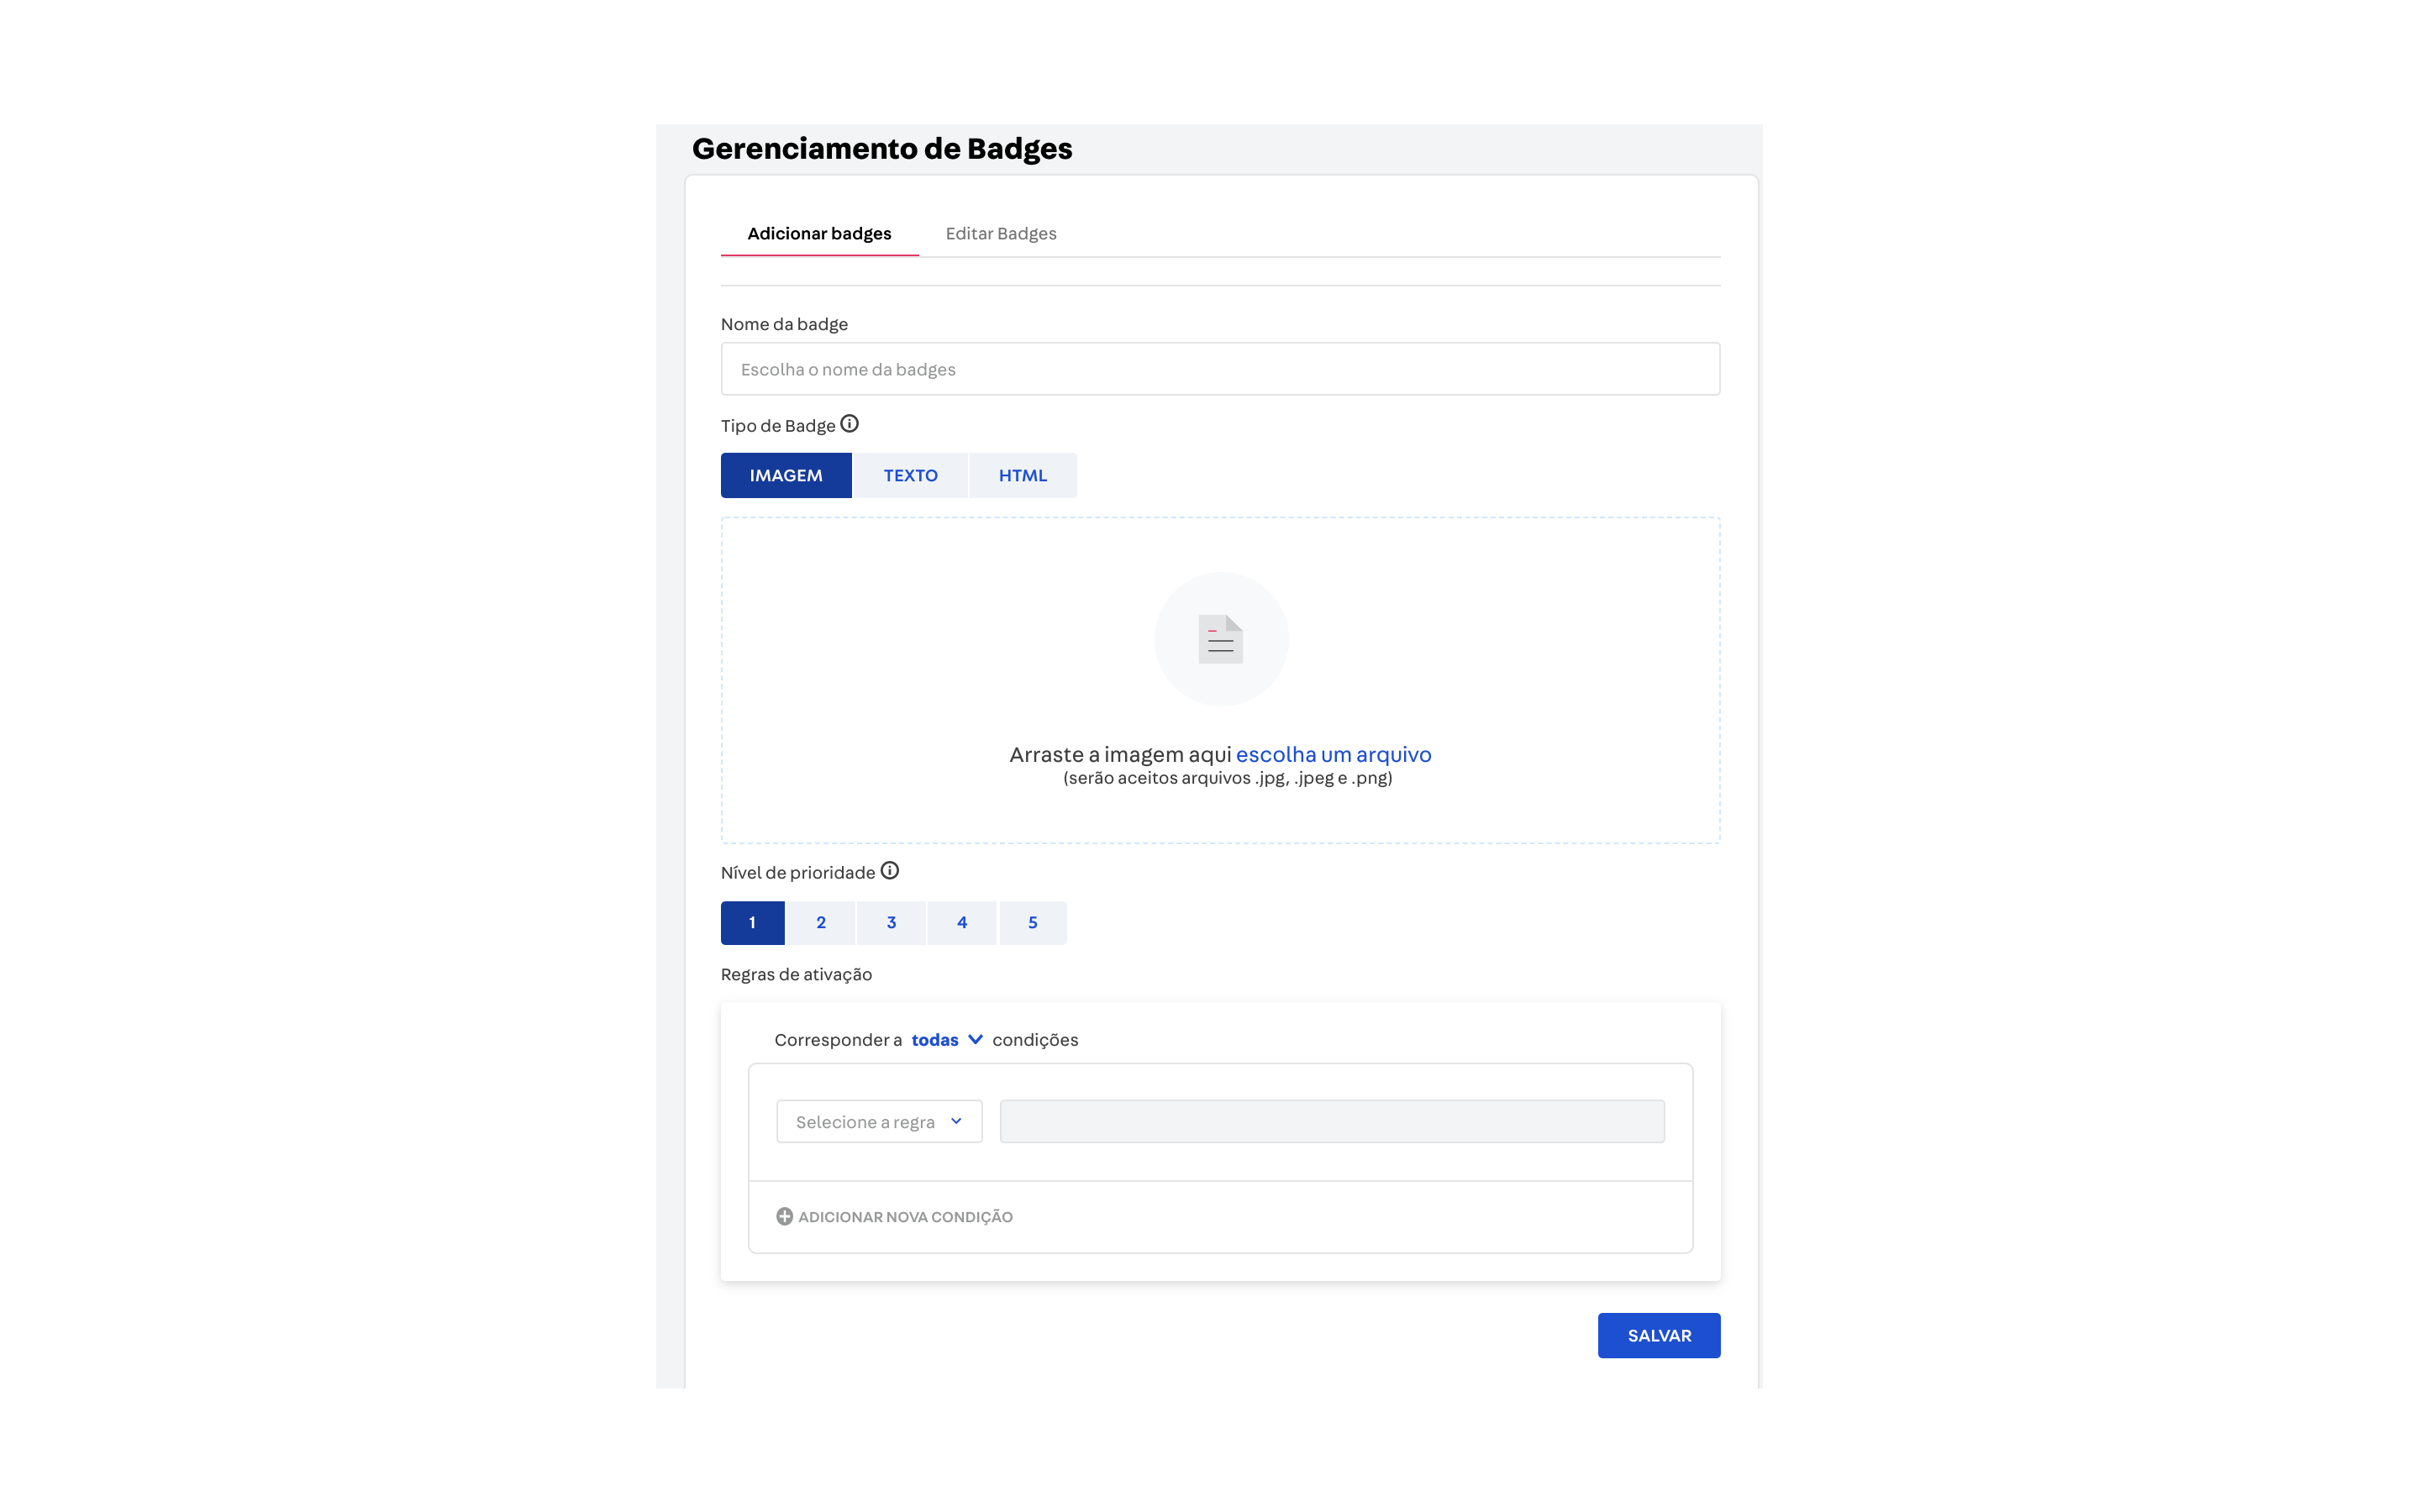 Gerenciamento de Badges
Adicionar badges Editar Badges
Nome da badge
Escolha o nome da badges
Tipo de Badge
IMAGEM TEXTO HTML
Arraste a imagem aqui escolha um arquivo
(serão aceitos arquivos .jpg, .jpeg e .png)
Nível de prioridade
1 2 3 4 5
Regras de ativação
Corresponder a todas condições
Selecione a regra
ADICIONAR NOVA CONDIÇÃO
SALVAR